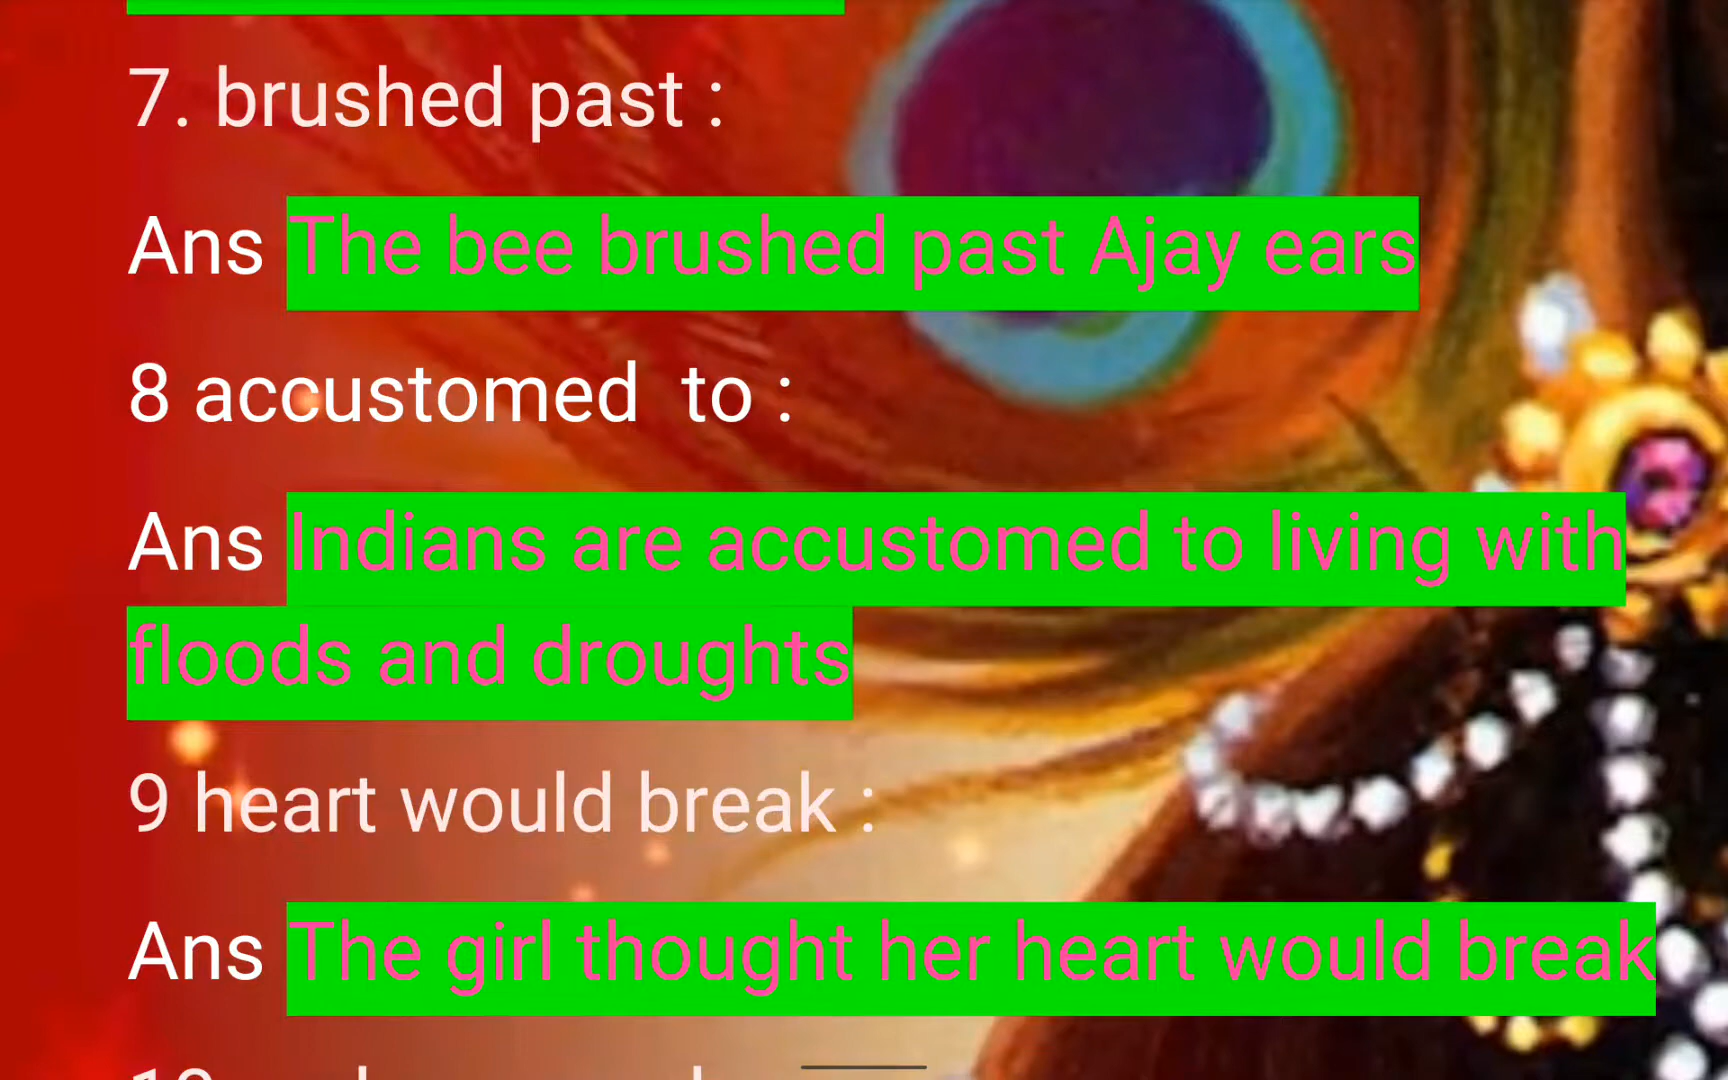 7. brushed past :
Ans The bee brushed past Ajay ears
8 accustomed  to :
Ans Indians are accustomed to living with
floods and droughts
9 heart would break :
Ans The girl thought her heart would break